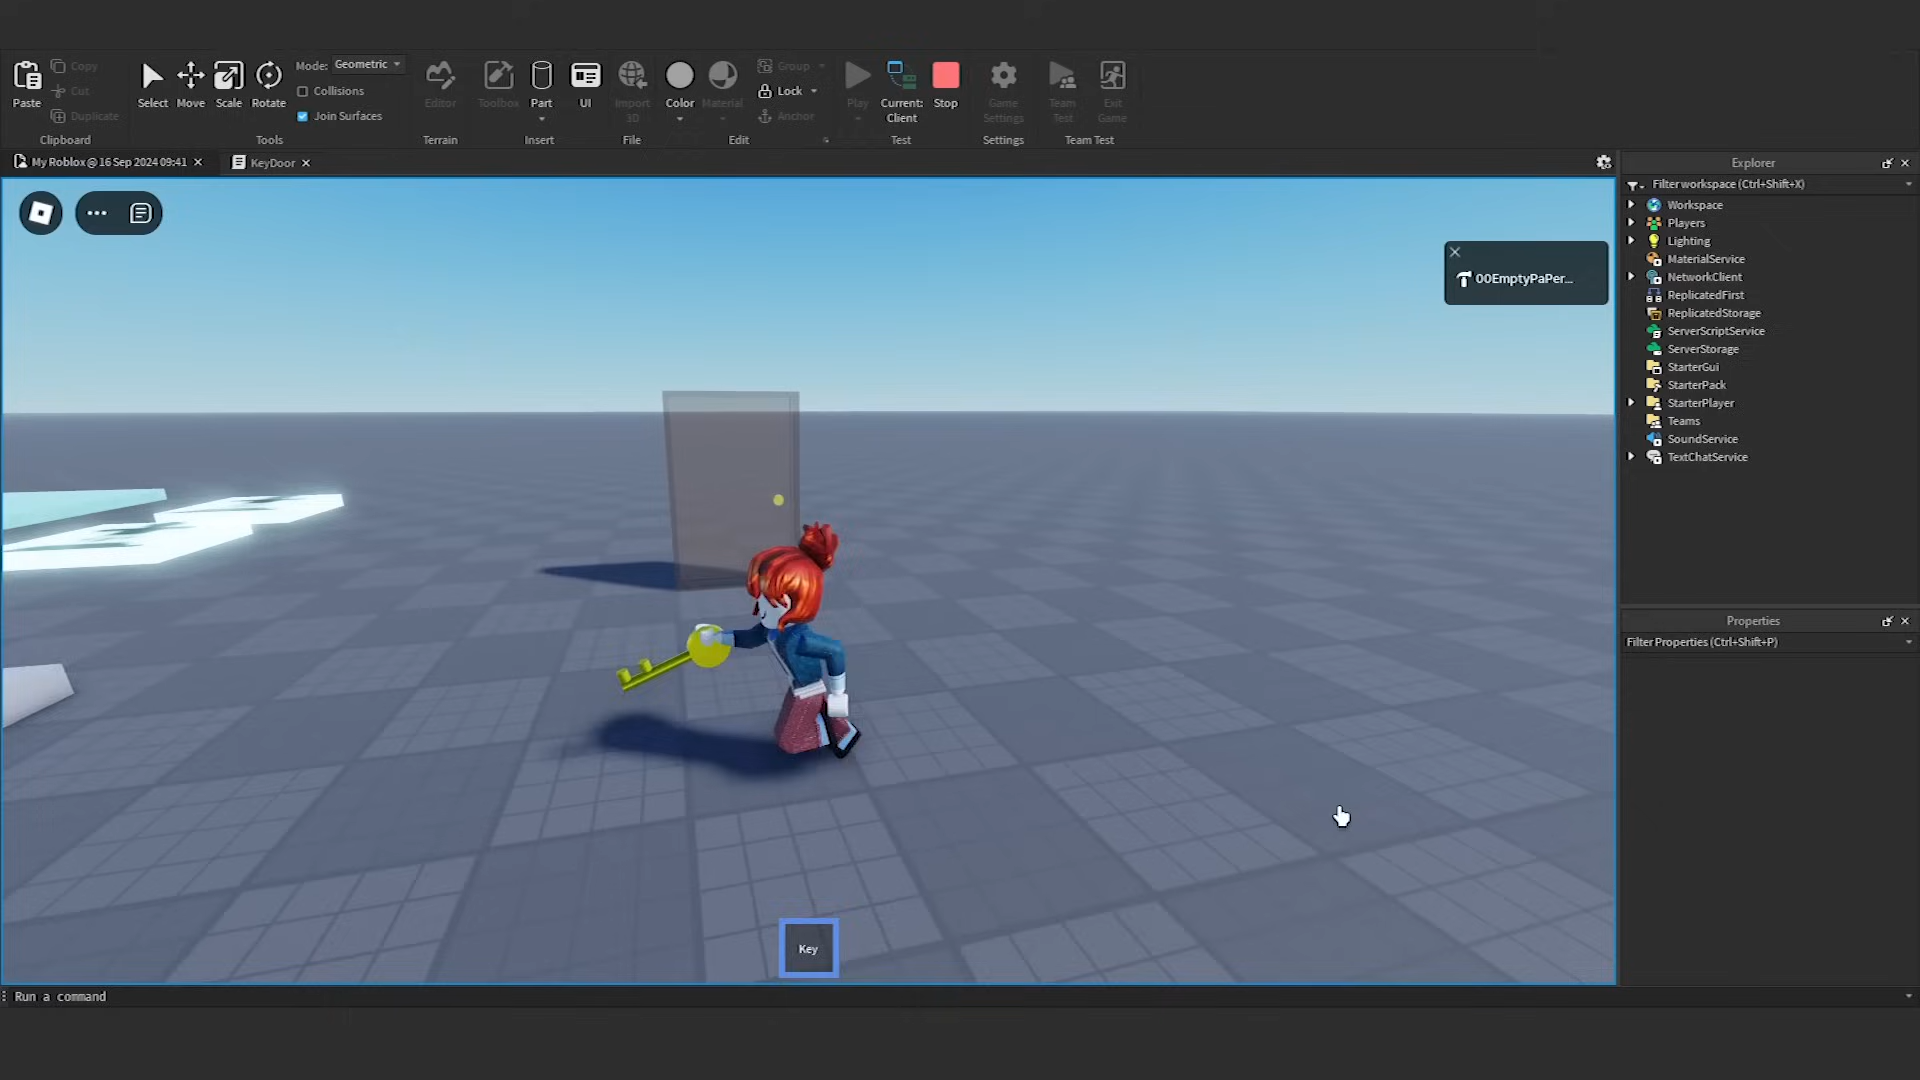 Paste
Copy
Cut
Duplicate
Clipboard
Select
Move
Scale
Rotate
Mode: Geometric
Collisions
Join Surfaces
Tools
Editor
Terrain
Toolbox
Part
UI
Insert
Import
3D
File
Color
Material
Group
Lock
Anchor
Edit
Play
Current:
Client
Stop
Test
Game
Settings
Settings
Team
Test
Exit
Game
Team Test
My Roblox @ 16 Sep 2024 09:41
KeyDoor
Explorer
Filter workspace (Ctrl+Shift+X)
Workspace
Players
Lighting
MaterialService
NetworkClient
ReplicatedFirst
ReplicatedStorage
ServerScriptService
ServerStorage
StarterGui
StarterPack
StarterPlayer
Teams
SoundService
TextChatService
00EmptyPaPer...
Properties
Filter Properties (Ctrl+Shift+P)
Key
Run a command